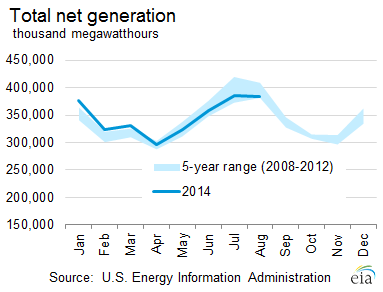 Total net generation
thousand megawatthours
450,000
400,000
350,000
300,000
250,000
200,000
150,000
5-year range (2008-2012)
2014
Jan
Feb
Mar
Apr
May
Jun
Jul
Aug
Sep
Oct
Nov
Dec
Source: U.S. Energy Information Administration
eia